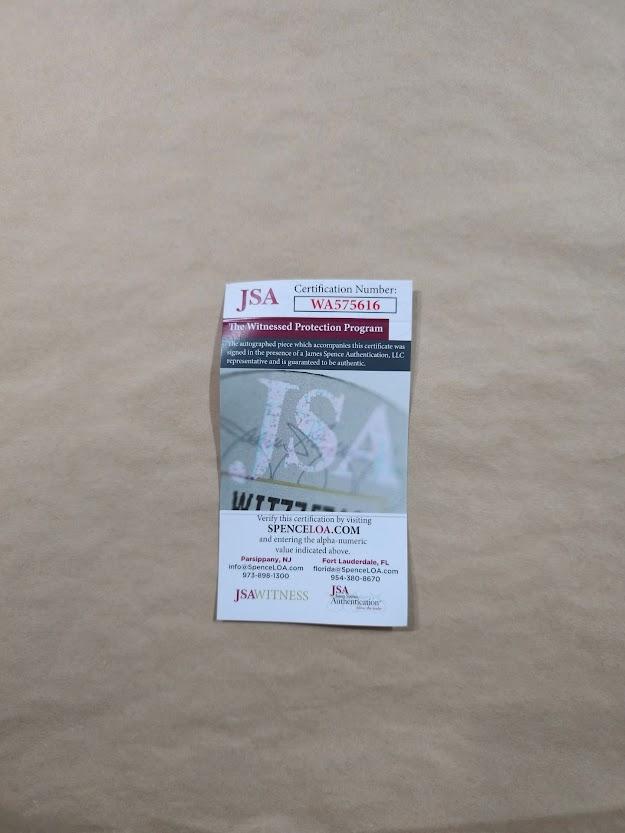 JSA
Certification Number:
WA575616
The Witnessed Protection Program
The autographed piece which accompanies this certificate was
signed in the presence of a James Spence Authentication, LLC
representative and is guaranteed to be authentic.
JSA
Verify this certification by visiting
SPENCELOA.COM
and entering the alpha-numeric
value indicated above.
Parsippany, NJ
info@SpenceLOA.com
973-898-1300
Fort Lauderdale, FL
florida@SpenceLOA.com
954-380-8670
JSAWITNESS
JSA
James Spence
Authentication